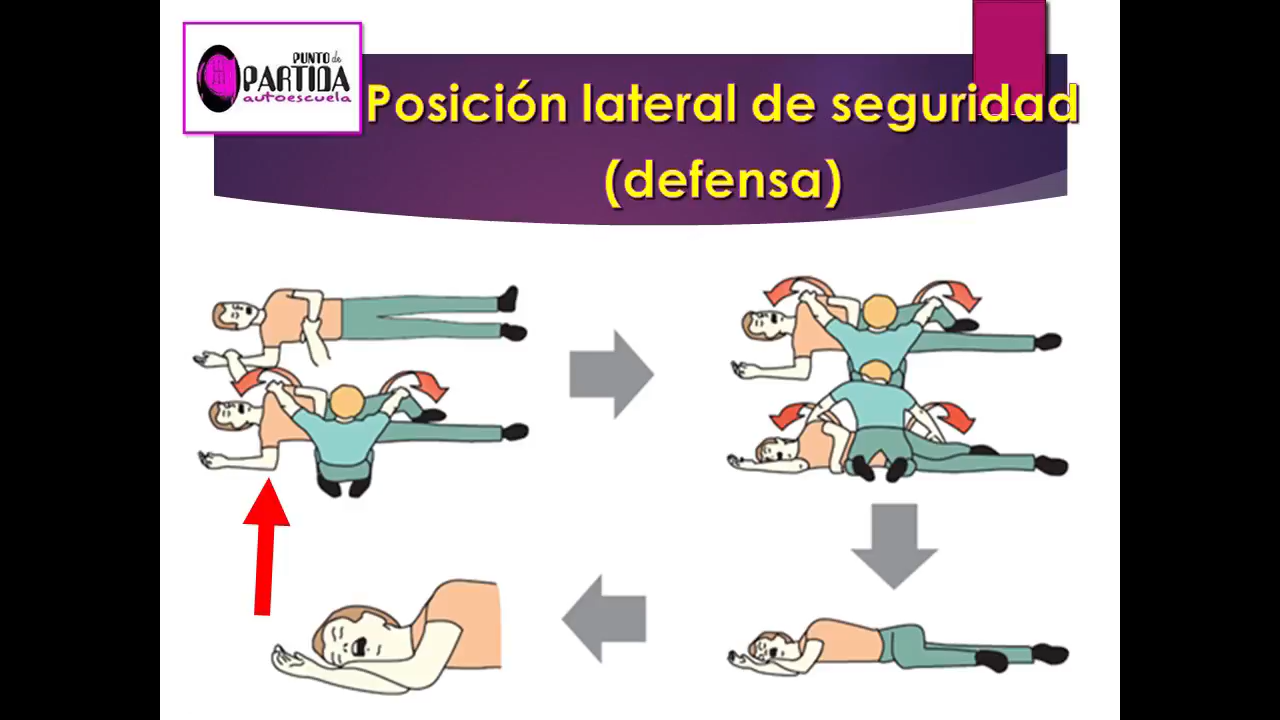 PUNTO de
PARTIDA
autoescuela
Posición lateral de seguridad
(defensa)